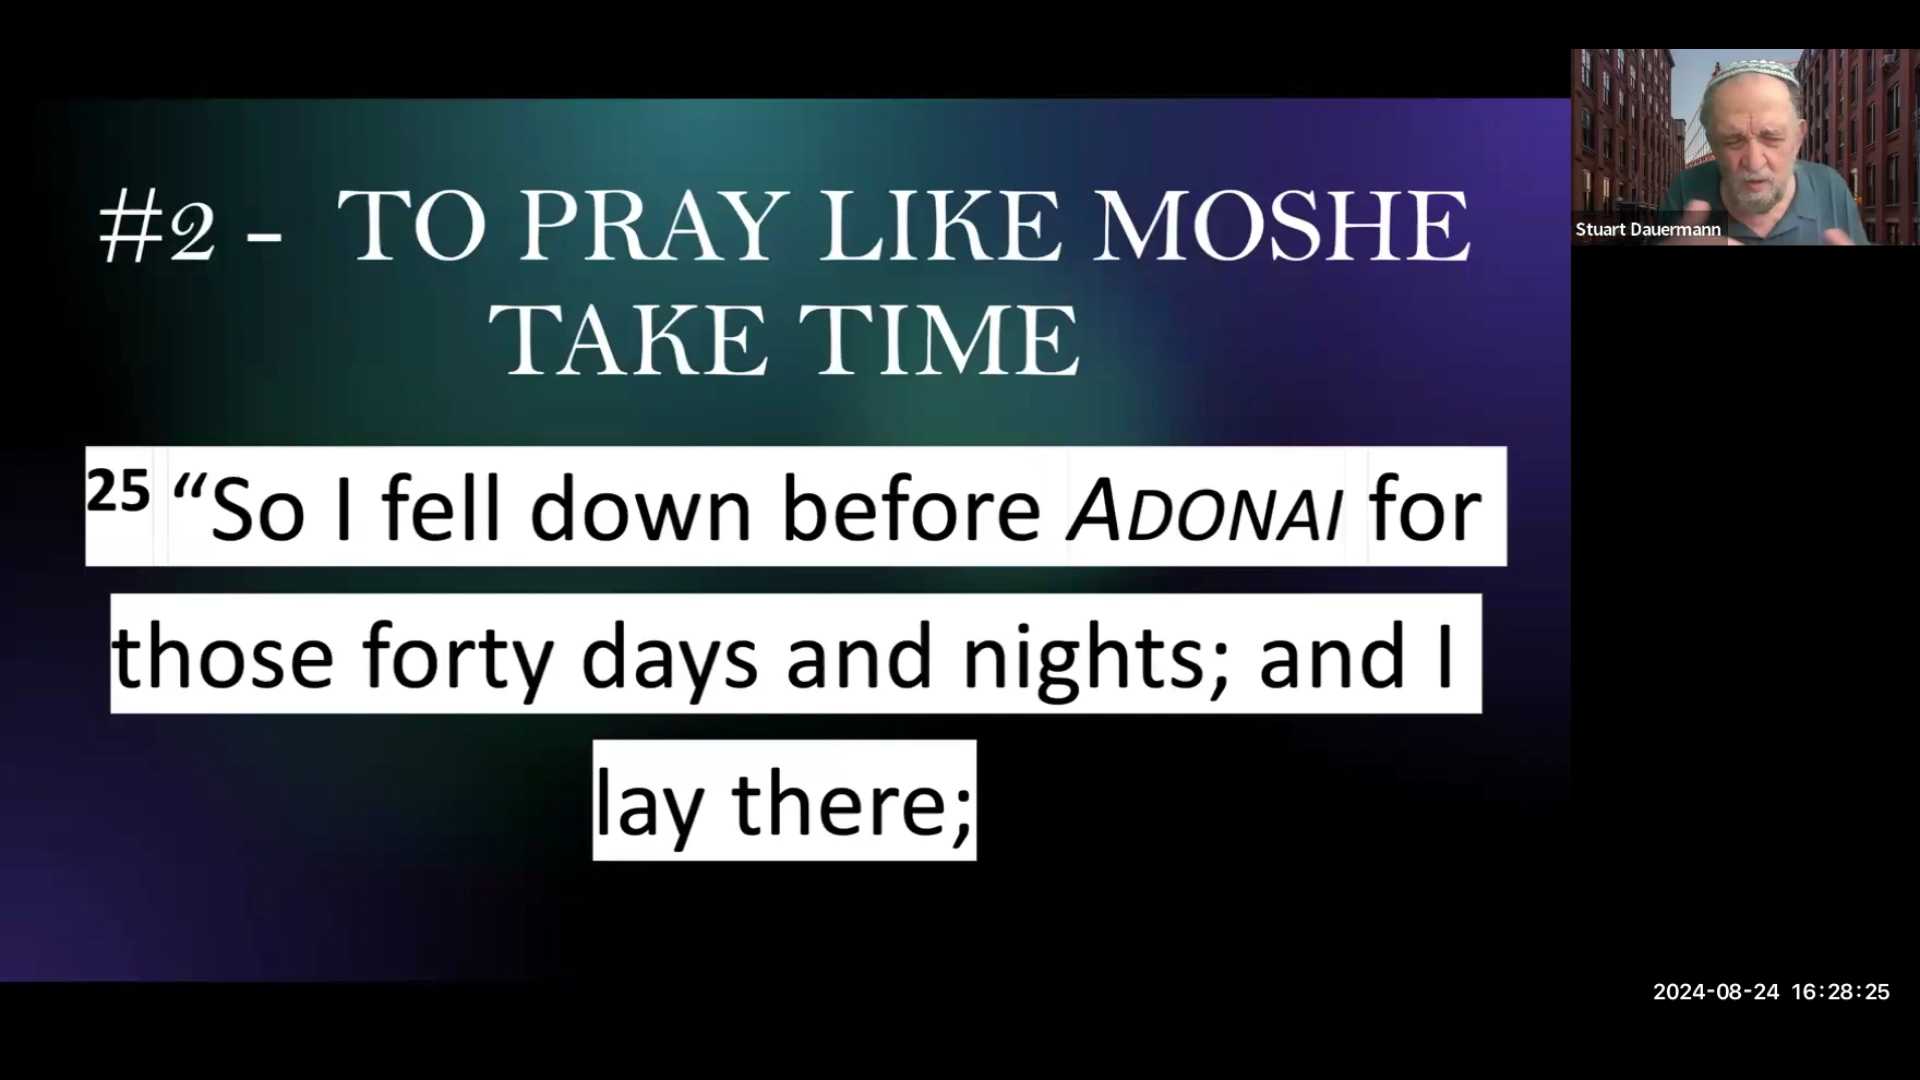 #2 - TO PRAY LIKE MOSHE
TAKE TIME
25 “So I fell down before ADONAI for
those forty days and nights; and I
lay there;
Stuart Dauermann
2024-08-24 16:28:25